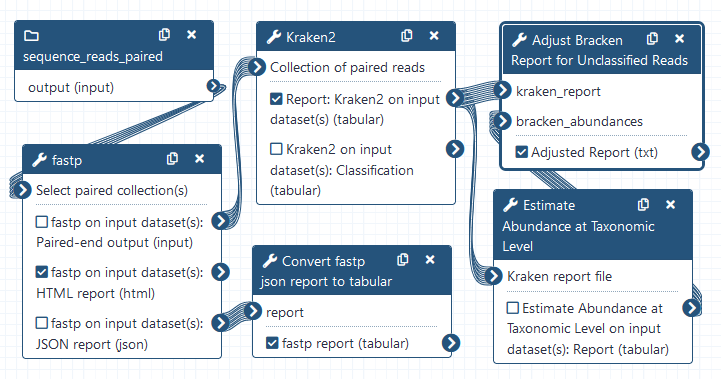 sequence_reads_paired
output (input)
fastp
Select paired collection(s)
fastp on input dataset(s):
Paired-end output (input)
fastp on input dataset(s):
HTML report (html)
fastp on input dataset(s):
JSON report (json)
Kraken2
Collection of paired reads
Report: Kraken2 on input
dataset(s) (tabular)
Kraken2 on input
dataset(s): Classification
(tabular)
Convert fastp
json report to tabular
report
fastp report (tabular)
Adjust Bracken
Report for Unclassified Reads
kraken_report
bracken_abundances
Adjusted Report (txt)
Estimate
Abundance at Taxonomic
Level
Kraken report file
Estimate Abundance at
Taxonomic Level on input
dataset(s): Report (tabular)